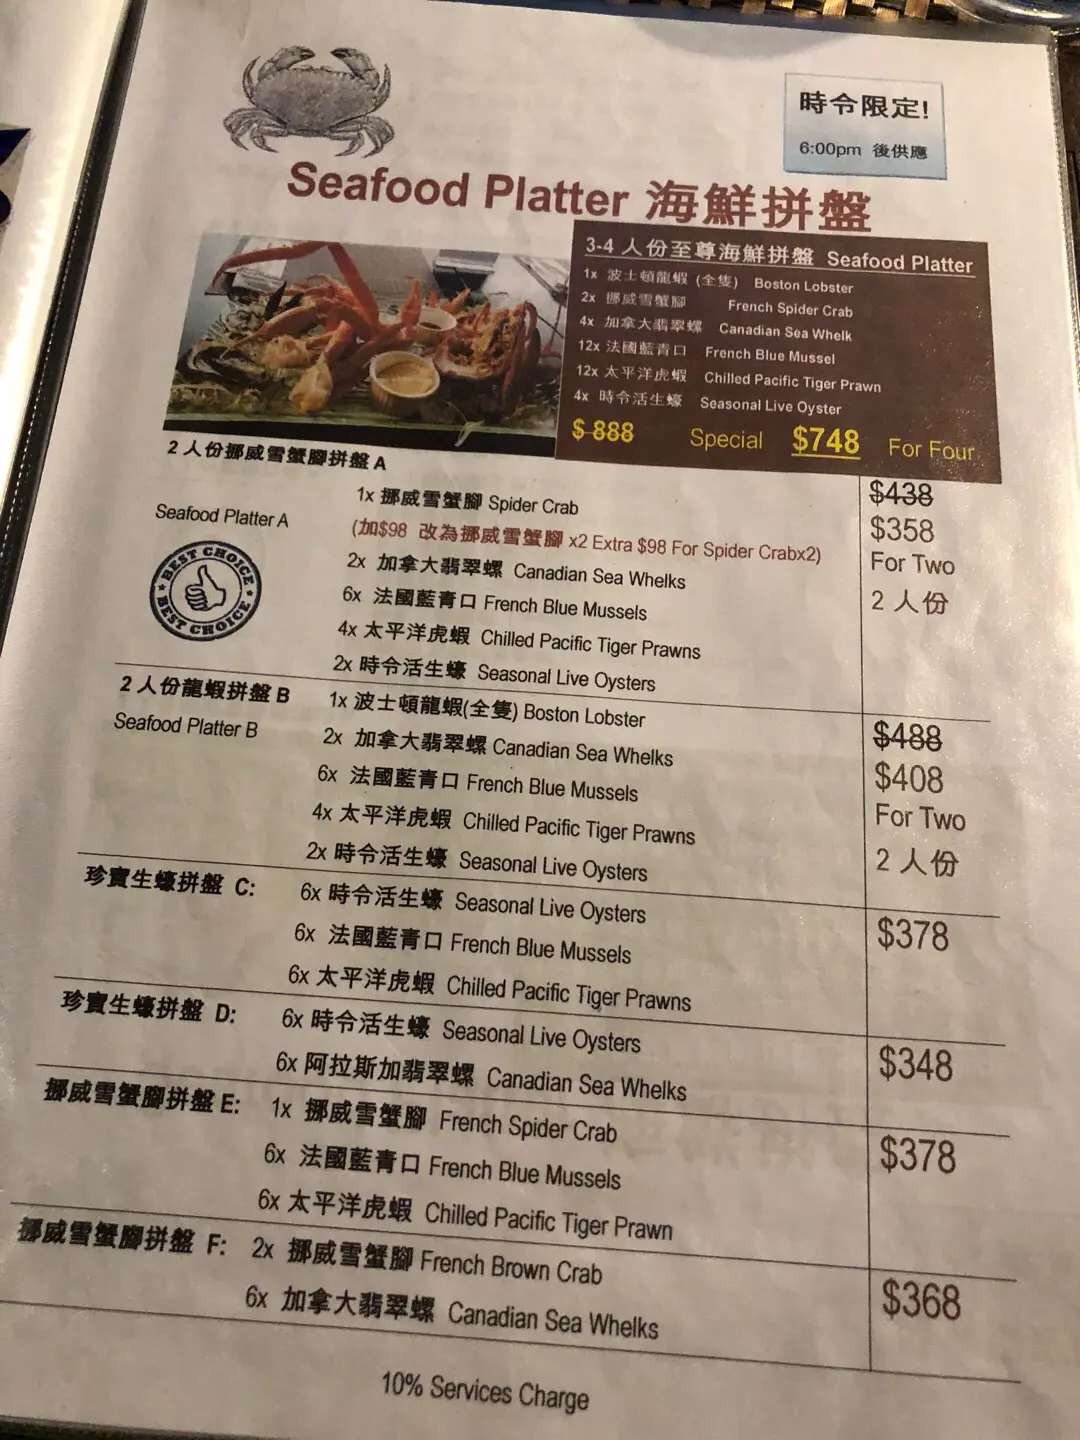 時令限定!
6:00pm 後供應
Seafood Platter 海鮮拼盤
3-4 人份至尊海鮮拼盤 Seafood Platter
1x 波士頓龍蝦 (全隻) Boston Lobster
2x 挪威雪蟹腳 French Spider Crab
4x 加拿大翡翠螺 Canadian Sea Whelk
12x 法國藍青口 French Blue Mussel
12x 太平洋虎蝦 Chilled Pacific Tiger Prawn
4x 時令活生蠔 Seasonal Live Oyster
$ 888 Special $748 For Four
2 人份挪威雪蟹腳拼盤 A
Seafood Platter A
BEST CHOICE
BEST CHOICE
1x 挪威雪蟹腳 Spider Crab
(加$98 改為挪威雪蟹腳 x2 Extra $98 For Spider Crabx2)
2x 加拿大翡翠螺 Canadian Sea Whelks
6x 法國藍青口 French Blue Mussels
4x 太平洋虎蝦 Chilled Pacific Tiger Prawns
2x 時令活生蠔 Seasonal Live Oysters
$438
$358
For Two
2 人份
2 人份龍蝦拼盤 B
Seafood Platter B
1x 波士頓龍蝦(全隻) Boston Lobster
2x 加拿大翡翠螺 Canadian Sea Whelks
6x 法國藍青口 French Blue Mussels
4x 太平洋虎蝦 Chilled Pacific Tiger Prawns
2x 時令活生蠔 Seasonal Live Oysters
$488
$408
For Two
2 人份
珍寶生蠔拼盤 C: 6x 時令活生蠔 Seasonal Live Oysters
6x 法國藍青口 French Blue Mussels
6x 太平洋虎蝦 Chilled Pacific Tiger Prawns
$378
珍寶生蠔拼盤 D: 6x 時令活生蠔 Seasonal Live Oysters
6x 阿拉斯加翡翠螺 Canadian Sea Whelks
$348
挪威雪蟹腳拼盤 E: 1x 挪威雪蟹腳 French Spider Crab
6x 法國藍青口 French Blue Mussels
6x 太平洋虎蝦 Chilled Pacific Tiger Prawn
$378
挪威雪蟹腳拼盤 F: 2x 挪威雪蟹腳 French Brown Crab
6x 加拿大翡翠螺 Canadian Sea Whelks
$368
10% Services Charge